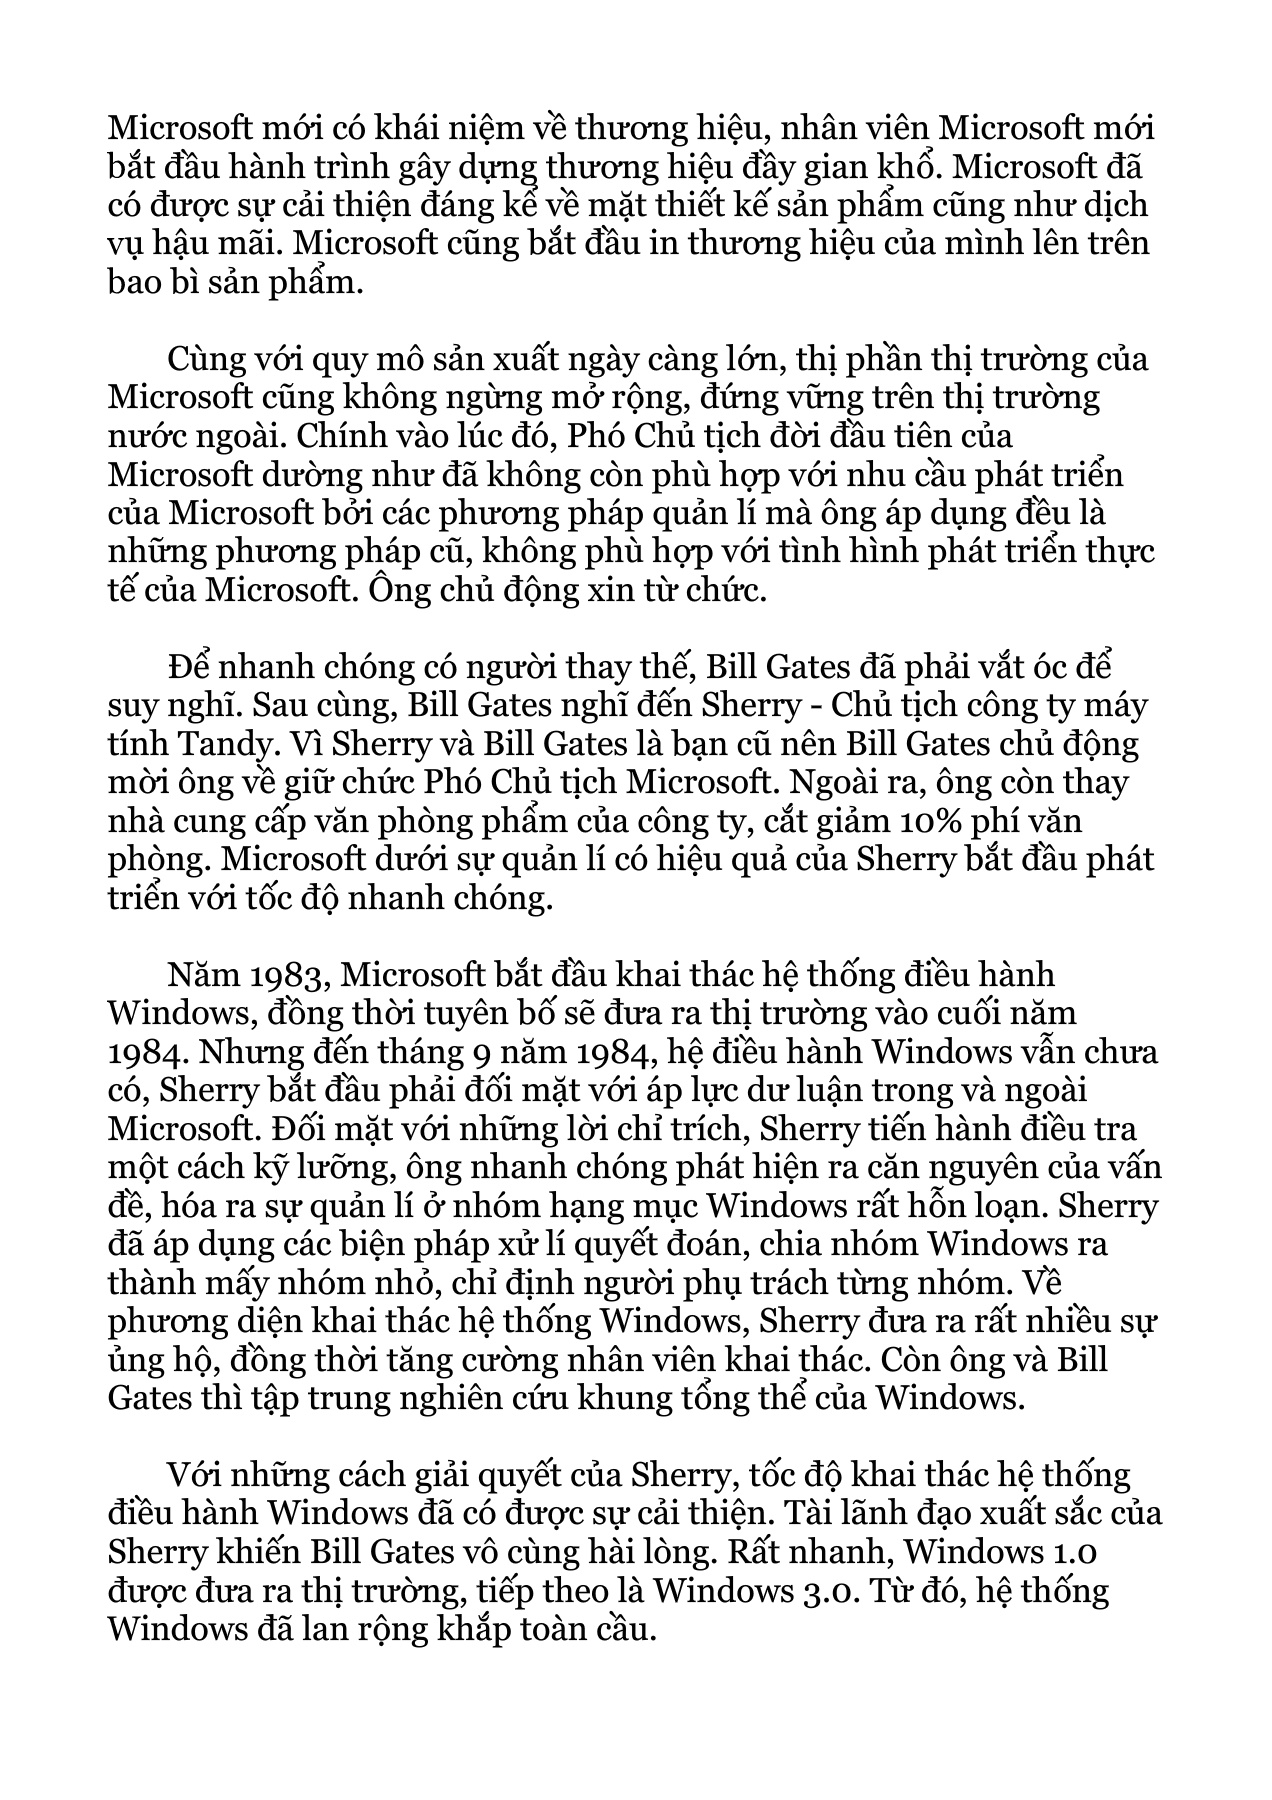 Microsoft mới có khái niệm về thương hiệu, nhân viên Microsoft mới
bắt đầu hành trình gây dựng thương hiệu đầy gian khổ. Microsoft đã
có được sự cải thiện đáng kể về mặt thiết kế sản phẩm cũng như dịch
vụ hậu mãi. Microsoft cũng bắt đầu in thương hiệu của mình lên trên
bao bì sản phẩm.
Cùng với quy mô sản xuất ngày càng lớn, thị phần thị trường của
Microsoft cũng không ngừng mở rộng, đứng vững trên thị trường
nước ngoài. Chính vào lúc đó, Phó Chủ tịch đời đầu tiên của
Microsoft dường như đã không còn phù hợp với nhu cầu phát triển
của Microsoft bởi các phương pháp quản lí mà ông áp dụng đều là
những phương pháp cũ, không phù hợp với tình hình phát triển thực
tế của Microsoft. Ông chủ động xin từ chức.
Để nhanh chóng có người thay thế, Bill Gates đã phải vắt óc để
suy nghĩ. Sau cùng, Bill Gates nghĩ đến Sherry - Chủ tịch công ty máy
tính Tandy. Vì Sherry và Bill Gates là bạn cũ nên Bill Gates chủ động
mời ông về giữ chức Phó Chủ tịch Microsoft. Ngoài ra, ông còn thay
nhà cung cấp văn phòng phẩm của công ty, cắt giảm 10% phí văn
phòng. Microsoft dưới sự quản lí có hiệu quả của Sherry bắt đầu phát
triển với tốc độ nhanh chóng.
Năm 1983, Microsoft bắt đầu khai thác hệ thống điều hành
Windows, đồng thời tuyên bố sẽ đưa ra thị trường vào cuối năm
1984. Nhưng đến tháng 9 năm 1984, hệ điều hành Windows vẫn chưa
có, Sherry bắt đầu phải đối mặt với áp lực dư luận trong và ngoài
Microsoft. Đối mặt với những lời chỉ trích, Sherry tiến hành điều tra
một cách kỹ lưỡng, ông nhanh chóng phát hiện ra căn nguyên của vấn
đề, hóa ra sự quản lí ở nhóm hạng mục Windows rất hỗn loạn. Sherry
đã áp dụng các biện pháp xử lí quyết đoán, chia nhóm Windows ra
thành mấy nhóm nhỏ, chỉ định người phụ trách từng nhóm. Về
phương diện khai thác hệ thống Windows, Sherry đưa ra rất nhiều sự
ủng hộ, đồng thời tăng cường nhân viên khai thác. Còn ông và Bill
Gates thì tập trung nghiên cứu khung tổng thể của Windows.
Với những cách giải quyết của Sherry, tốc độ khai thác hệ thống
điều hành Windows đã có được sự cải thiện. Tài lãnh đạo xuất sắc của
Sherry khiến Bill Gates vô cùng hài lòng. Rất nhanh, Windows 1.0
được đưa ra thị trường, tiếp theo là Windows 3.0. Từ đó, hệ thống
Windows đã lan rộng khắp toàn cầu.